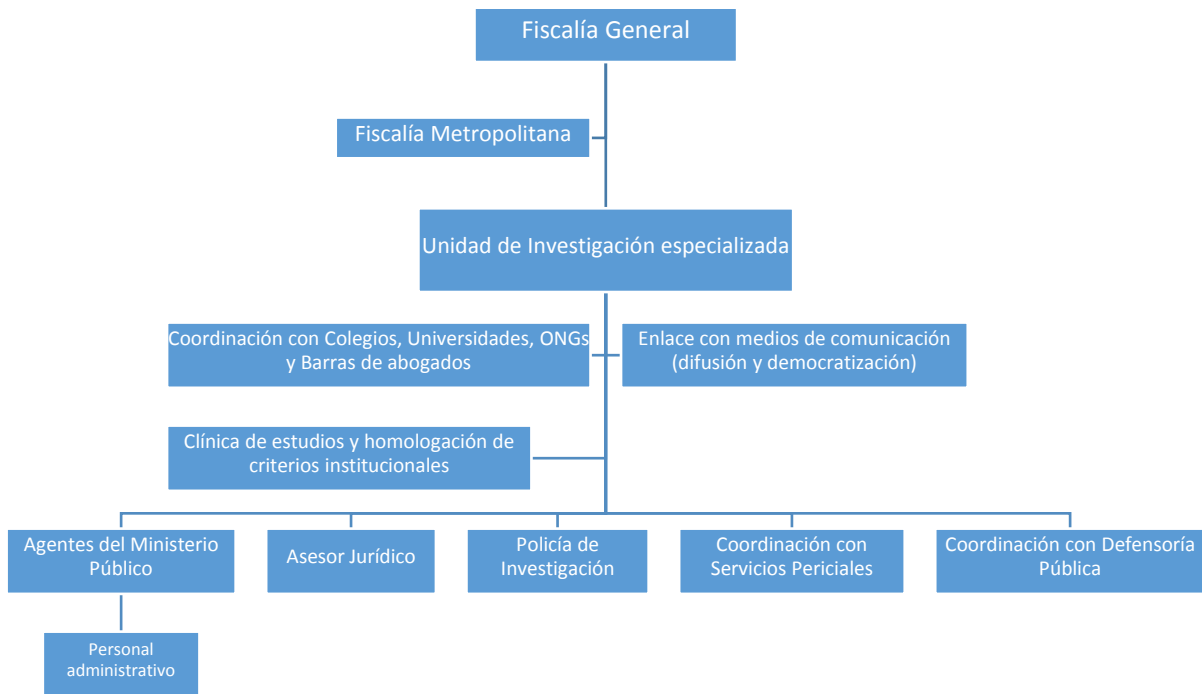 Fiscalía General
Fiscalía Metropolitana
Unidad de Investigación especializada
Coordinación con Colegios, Universidades, ONGs
y Barras de abogados
Enlace con medios de comunicación
(difusión y democratización)
Clínica de estudios y homologación de
criterios institucionales
Agentes del Ministerio
Público
Asesor Jurídico
Policía de
Investigación
Coordinación con
Servicios Periciales
Coordinación con Defensoría
Pública
Personal
administrativo